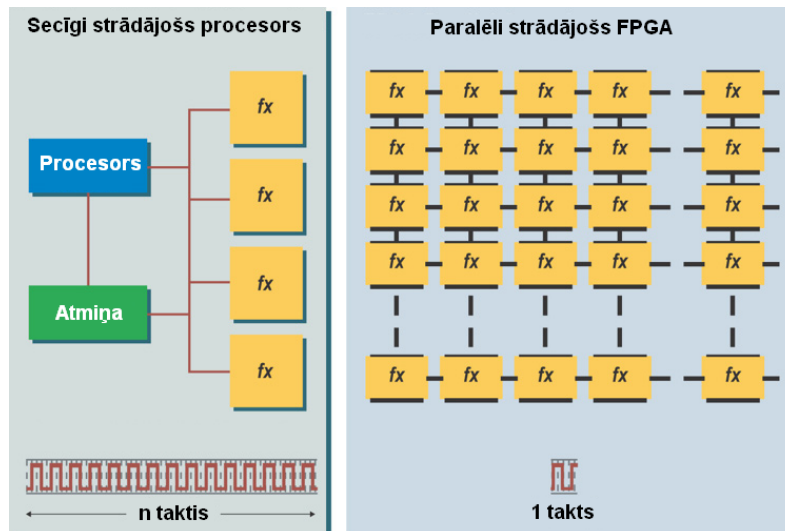 Secīgi strādājošs procesors
fx
Procesors
fx
fx
Atmiņa
fx
n taktis
Paralēli strādājošs FPGA
fx fx fx fx fx
fx fx fx fx fx
fx fx fx fx fx
fx fx fx fx fx
fx fx fx fx fx
1 takts